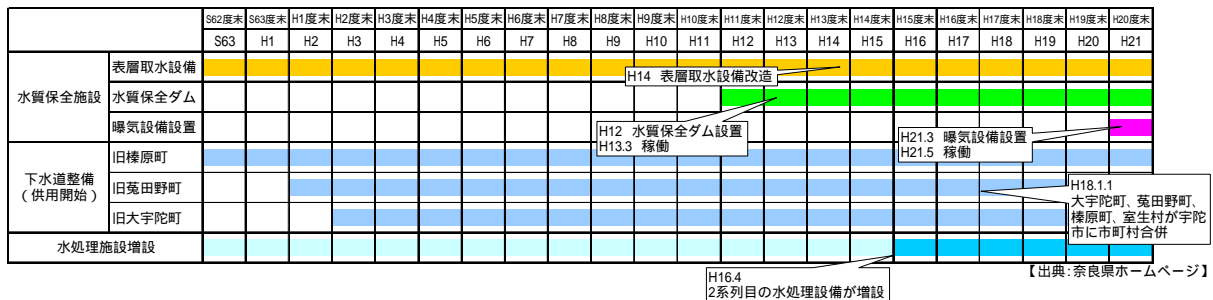 S62度末 S63度末 H1度末 H2度末 H3度末 H4度末 H5度末 H6度末 H7度末 H8度末 H9度末 H10度末 H11度末 H12度末 H13度末 H14度末 H15度末 H16度末 H17度末 H18度末 H19度末 H20度末
S63 H1 H2 H3 H4 H5 H6 H7 H8 H9 H10 H11 H12 H13 H14 H15 H16 H17 H18 H19 H20 H21
水質保全施設
表層取水設備
H14 表層取水設備改造
水質保全ダム
H12 水質保全ダム設置
H13.3 稼働
曝気設備設置
H21.3 曝気設備設置
H21.5 稼働
下水道整備
(供用開始)
旧榛原町
旧菟田野町
旧大宇陀町
H18.1.1
大宇陀町、菟田野町、
榛原町、室生村が宇陀
市に市町村合併
水処理施設増設
H16.4
2系列目の水処理設備が増設
【出典:奈良県ホームページ】